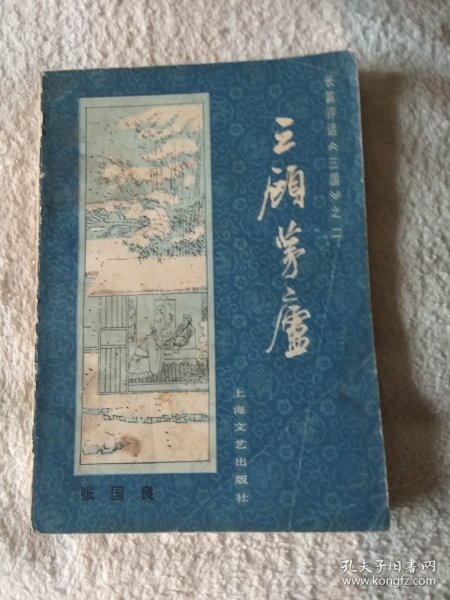 长篇评话《三国》之二
三顾茅庐
上海文艺出版社
张国良
孔夫子旧书网
www.kongfz.com